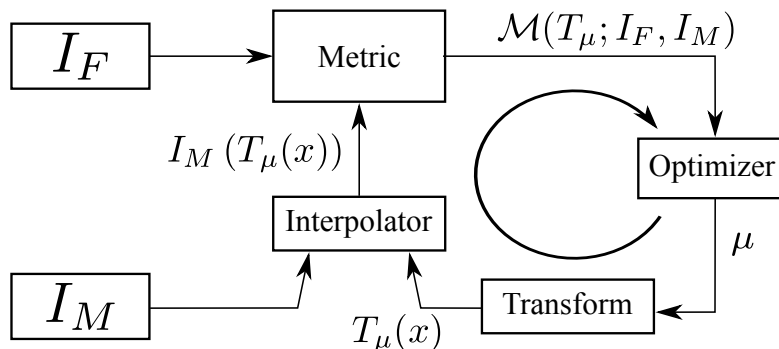 I_F
Metric
M(T_μ; I_F, I_M)
I_M (T_μ(x))
Optimizer
Interpolator
μ
I_M
Transform
T_μ(x)